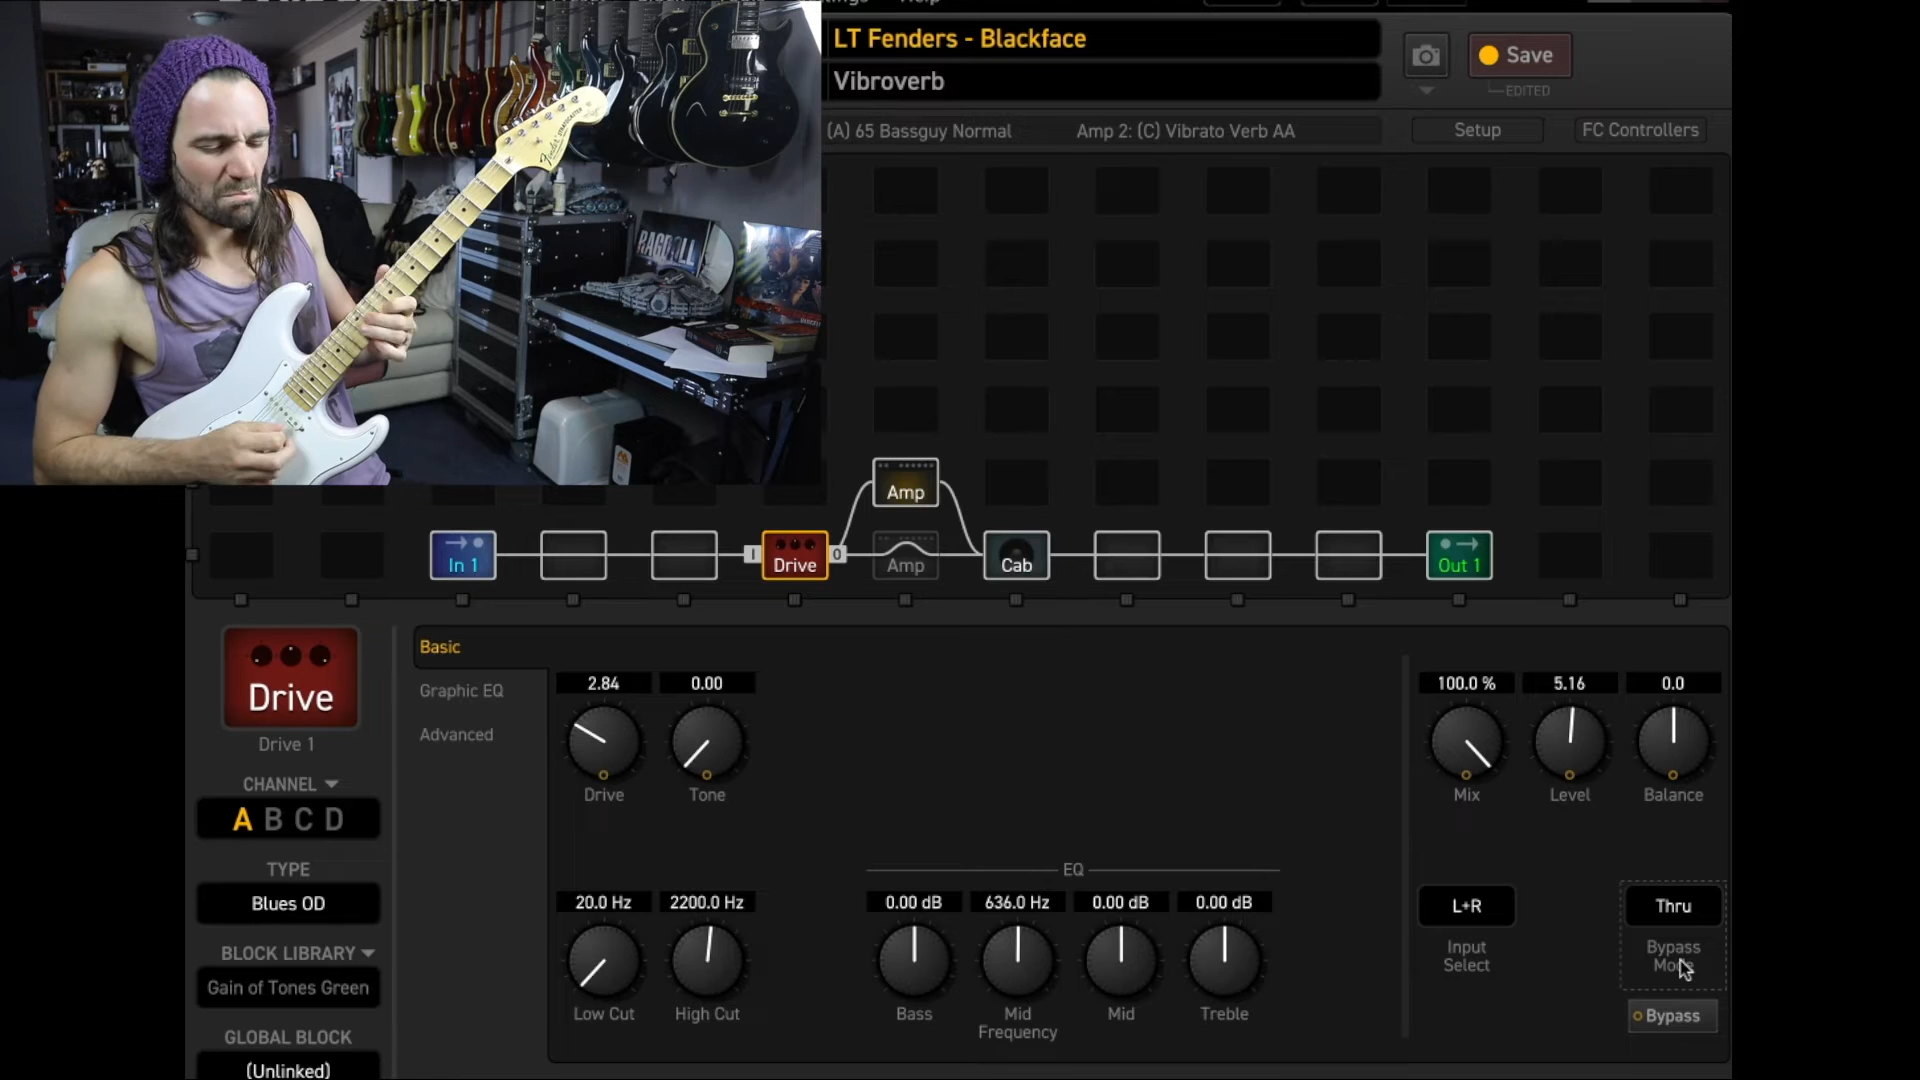 LT Fenders - Blackface
Save
Vibroverb
EDITED
(A) 65 Bassguy Normal
Amp 2: (C) Vibrato Verb AA
Setup
FC Controllers
Fender
STRATOCASTER
RAGDOLL
Amp
In 1
I
Drive
O
Amp
Cab
Out 1
Drive
Drive 1
CHANNEL
A B C D
TYPE
Blues OD
BLOCK LIBRARY
Gain of Tones Green
GLOBAL BLOCK
(Unlinked)
Basic
Graphic EQ
Advanced
2.84
0.00
100.0 %
5.16
0.0
Drive
Tone
Mix
Level
Balance
EQ
20.0 Hz
2200.0 Hz
0.00 dB
636.0 Hz
0.00 dB
0.00 dB
L+R
Thru
Low Cut
High Cut
Bass
Mid
Frequency
Mid
Treble
Input
Select
Bypass
Mode
Bypass